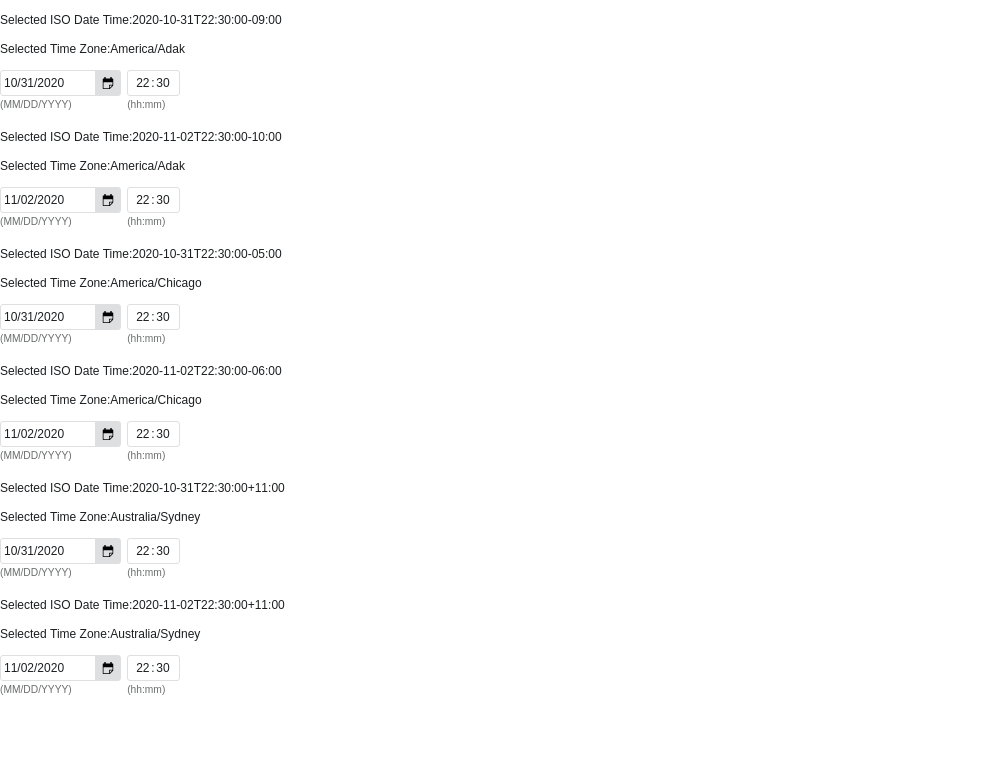 Selected ISO Date Time:2020-10-31T22:30:00-09:00
Selected Time Zone:America/Adak
10/31/2020 22:30
(MM/DD/YYYY) (hh:mm)
Selected ISO Date Time:2020-11-02T22:30:00-10:00
Selected Time Zone:America/Adak
11/02/2020 22:30
(MM/DD/YYYY) (hh:mm)
Selected ISO Date Time:2020-10-31T22:30:00-05:00
Selected Time Zone:America/Chicago
10/31/2020 22:30
(MM/DD/YYYY) (hh:mm)
Selected ISO Date Time:2020-11-02T22:30:00-06:00
Selected Time Zone:America/Chicago
11/02/2020 22:30
(MM/DD/YYYY) (hh:mm)
Selected ISO Date Time:2020-10-31T22:30:00+11:00
Selected Time Zone:Australia/Sydney
10/31/2020 22:30
(MM/DD/YYYY) (hh:mm)
Selected ISO Date Time:2020-11-02T22:30:00+11:00
Selected Time Zone:Australia/Sydney
11/02/2020 22:30
(MM/DD/YYYY) (hh:mm)